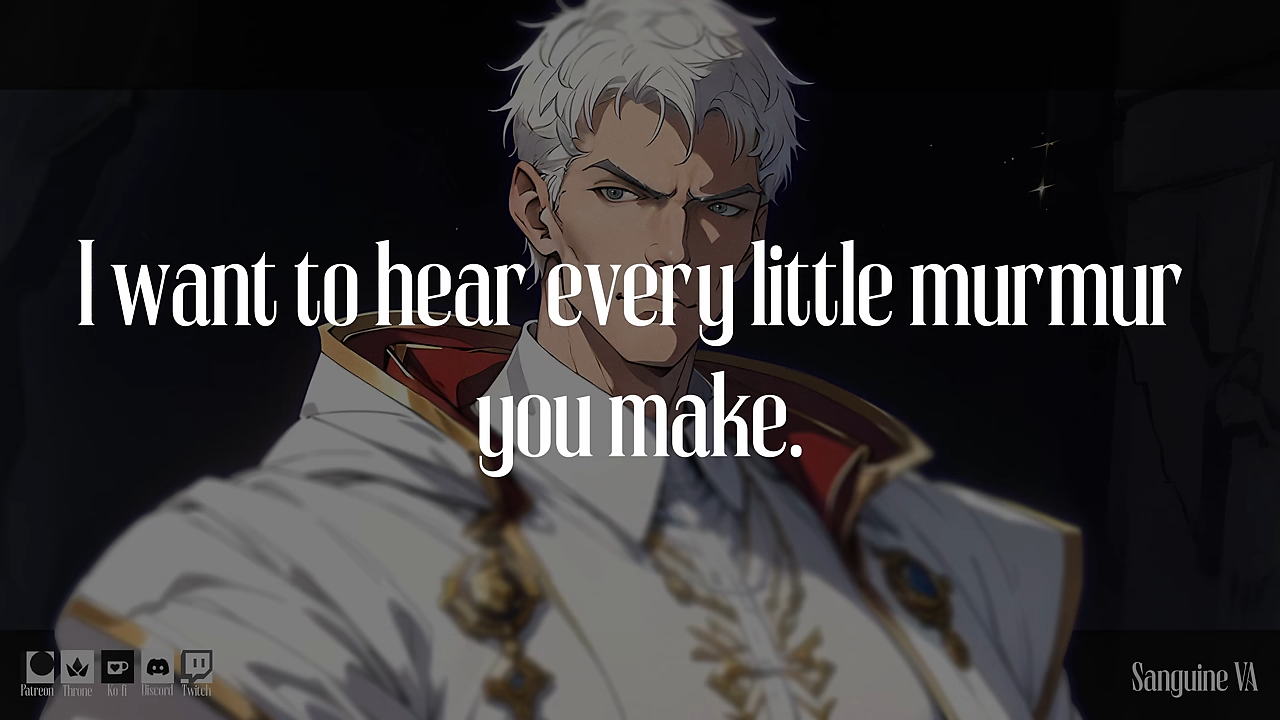 I want to hear every little murmur
you make.
Patreon Throne Ko fi Discord Twitch
Sanguine VA